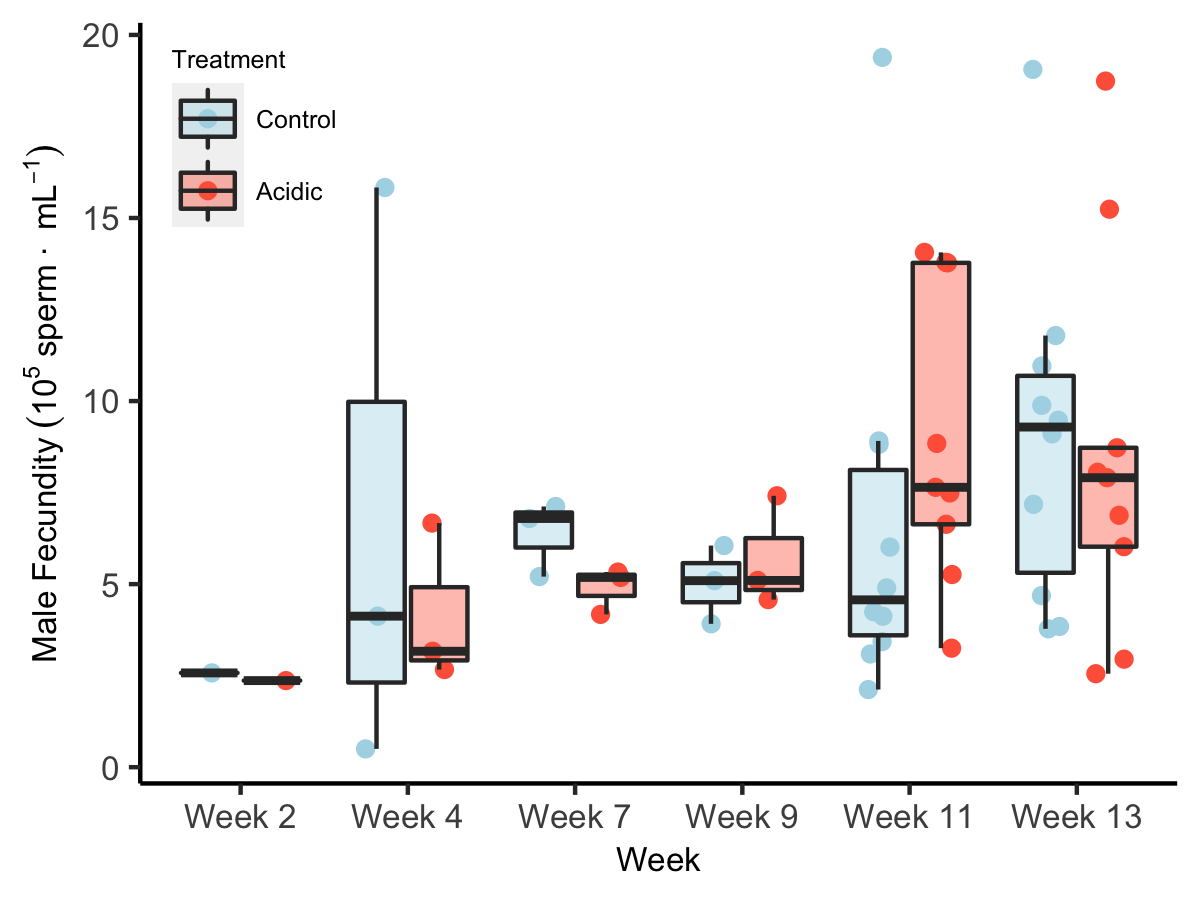 Male Fecundity (10⁵ sperm · mL⁻¹)
20
15
10
5
0
Treatment
Control
Acidic
Week 2 Week 4 Week 7 Week 9 Week 11 Week 13
Week